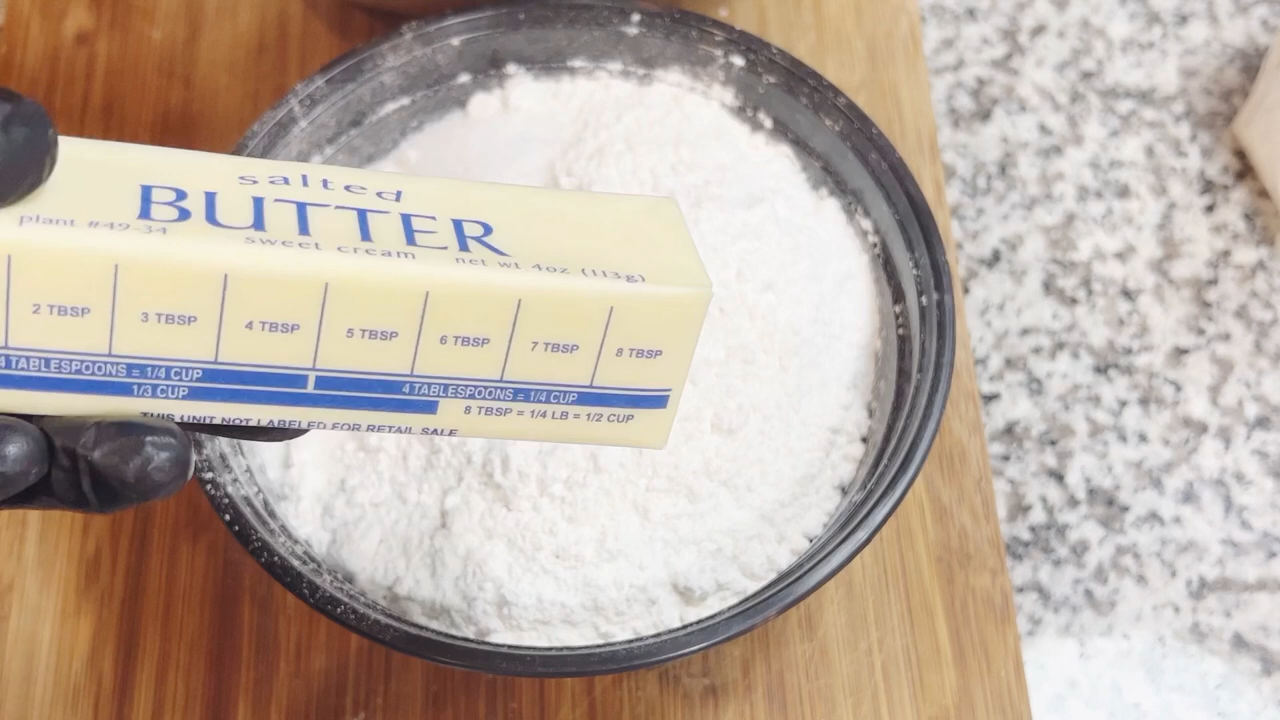 salted
BUTTER
plant #49-34
sweet cream
net wt. 4oz (113g)
2 TBSP
3 TBSP
4 TBSP
5 TBSP
6 TBSP
7 TBSP
8 TBSP
4 TABLESPOONS = 1/4 CUP
4 TABLESPOONS = 1/4 CUP
1/3 CUP
8 TBSP = 1/4 LB = 1/2 CUP
THIS UNIT NOT LABELED FOR RETAIL SALE